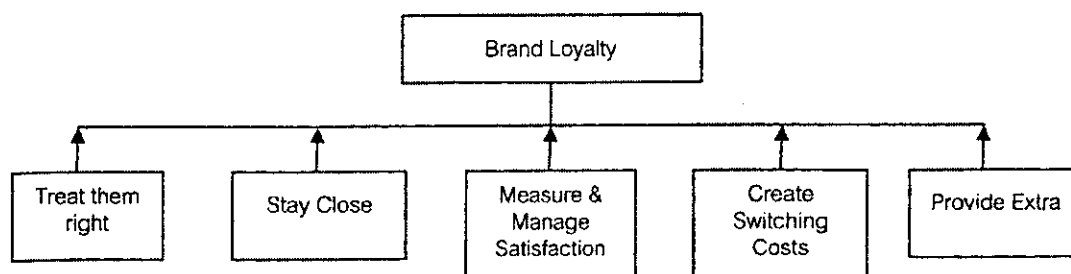 Brand Loyalty
Treat them
right
Stay Close
Measure &
Manage
Satisfaction
Create
Switching
Costs
Provide Extra